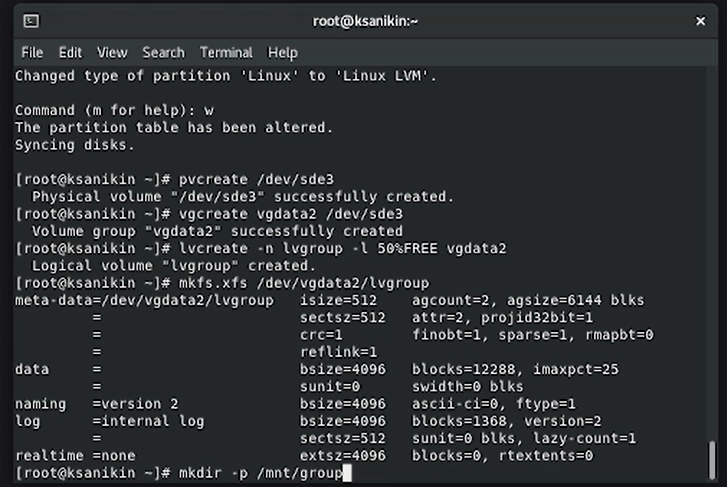 root@ksanikin:~
File Edit View Search Terminal Help
Changed type of partition 'Linux' to 'Linux LVM'.
Command (m for help): w
The partition table has been altered.
Syncing disks.
[root@ksanikin ~]# pvcreate /dev/sde3
  Physical volume "/dev/sde3" successfully created.
[root@ksanikin ~]# vgcreate vgdata2 /dev/sde3
  Volume group "vgdata2" successfully created
[root@ksanikin ~]# lvcreate -n lvgroup -l 50%FREE vgdata2
  Logical volume "lvgroup" created.
[root@ksanikin ~]# mkfs.xfs /dev/vgdata2/lvgroup
meta-data=/dev/vgdata2/lvgroup   isize=512    agcount=2, agsize=6144 blks
         =                       sectsz=512   attr=2, projid32bit=1
         =                       crc=1        finobt=1, sparse=1, rmapbt=0
         =                       reflink=1
data     =                       bsize=4096   blocks=12288, imaxpct=25
         =                       sunit=0      swidth=0 blks
naming   =version 2              bsize=4096   ascii-ci=0, ftype=1
log      =internal log           bsize=4096   blocks=1368, version=2
         =                       sectsz=512   sunit=0 blks, lazy-count=1
realtime =none                   extsz=4096   blocks=0, rtextents=0
[root@ksanikin ~]# mkdir -p /mnt/group